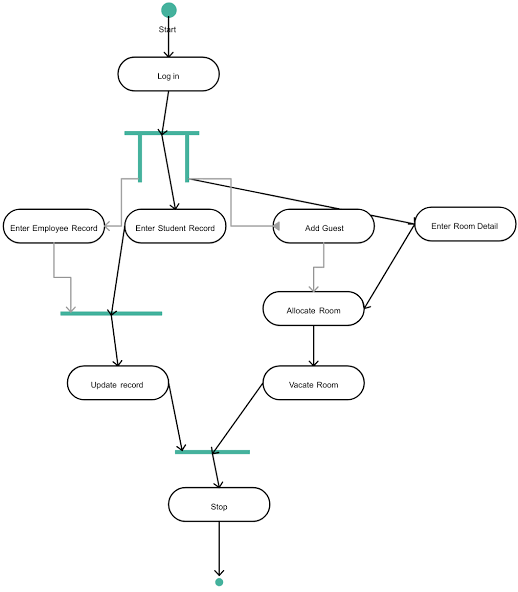 Start
Log in
Enter Employee Record
Enter Student Record
Add Guest
Enter Room Detail
Allocate Room
Update record
Vacate Room
Stop